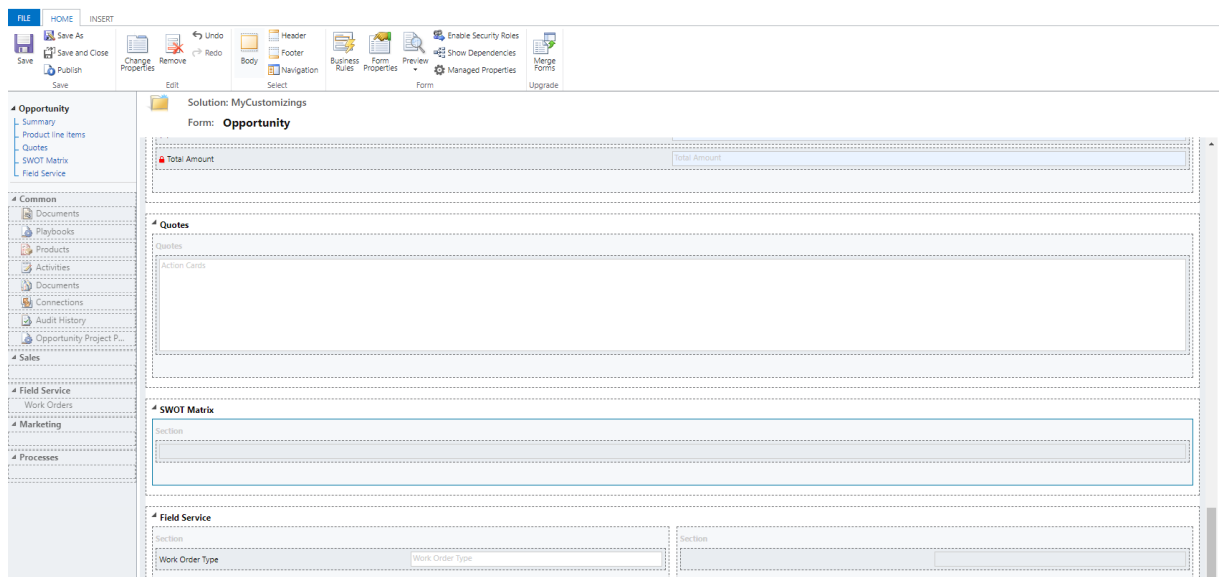 FILE HOME INSERT
Save
Save As
Save and Close
Publish
Save
Change Properties
Remove
Undo
Redo
Edit
Body
Header
Footer
Navigation
Select
Business Rules
Form Properties
Preview
Enable Security Roles
Show Dependencies
Managed Properties
Form
Merge Forms
Upgrade
Opportunity
Summary
Product line items
Quotes
SWOT Matrix
Field Service
Common
Documents
Playbooks
Products
Activities
Documents
Connections
Audit History
Opportunity Project P...
Sales
Field Service
Work Orders
Marketing
Processes
Solution: MyCustomizings
Form: Opportunity
Total Amount Total Amount
Quotes
Quotes
Action Cards
SWOT Matrix
Section
Field Service
Section Section
Work Order Type Work Order Type